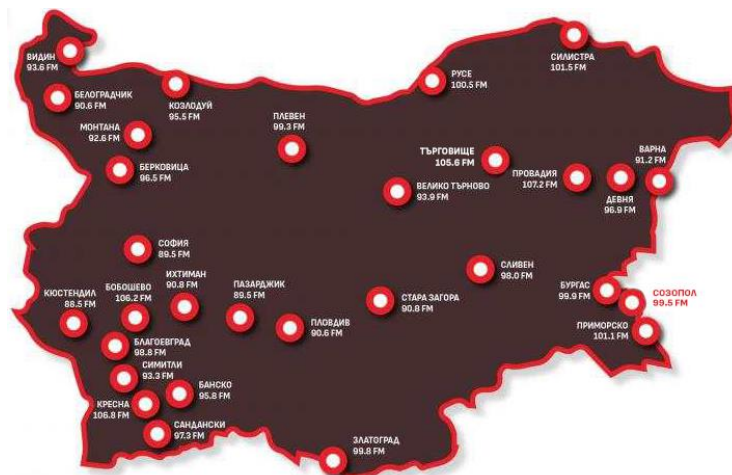 ВИДИН
93.6 FM
СИЛИСТРА
101.5 FM
РУСЕ
100.5 FM
БЕЛОГРАДЧИК
90.6 FM
КОЗЛОДУЙ
95.5 FM
ПЛЕВЕН
99.3 FM
МОНТАНА
92.6 FM
ТЪРГОВИЩЕ
105.6 FM
ВАРНА
91.2 FM
БЕРКОВИЦА
96.5 FM
ПРОВАДИЯ
107.2 FM
ВЕЛИКО ТЪРНОВО
93.9 FM
ДЕВНЯ
96.9 FM
СОФИЯ
89.5 FM
СЛИВЕН
98.0 FM
ИХТИМАН
90.8 FM
БОБОШЕВО
106.2 FM
ПАЗАРДЖИК
89.5 FM
БУРГАС
99.9 FM
СОЗОПОЛ
99.5 FM
КЮСТЕНДИЛ
88.5 FM
СТАРА ЗАГОРА
90.8 FM
ПЛОВДИВ
90.6 FM
ПРИМОРСКО
101.1 FM
БЛАГОЕВГРАД
98.8 FM
СИМИТЛИ
93.3 FM
БАНСКО
95.8 FM
КРЕСНА
106.8 FM
САНДАНСКИ
97.3 FM
ЗЛАТОГРАД
99.8 FM